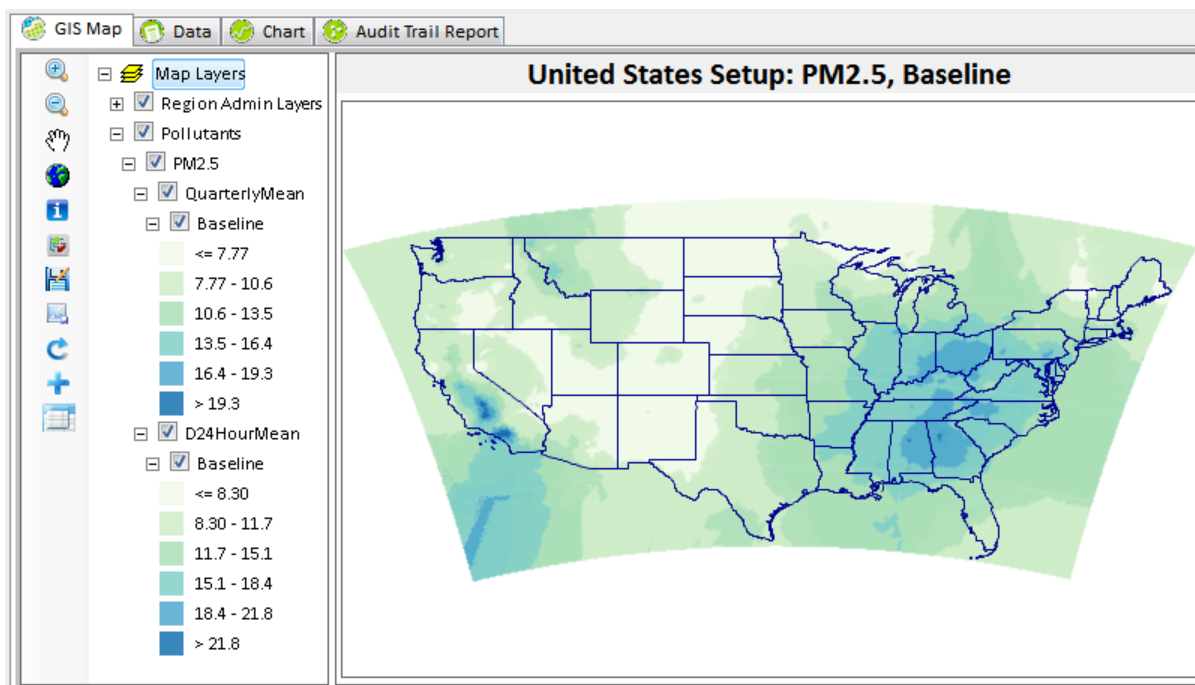 GIS Map Data Chart Audit Trail Report
Map Layers
Region Admin Layers
Pollutants
PM2.5
QuarterlyMean
Baseline
<= 7.77
7.77 - 10.6
10.6 - 13.5
13.5 - 16.4
16.4 - 19.3
> 19.3
D24HourMean
Baseline
<= 8.30
8.30 - 11.7
11.7 - 15.1
15.1 - 18.4
18.4 - 21.8
> 21.8
United States Setup: PM2.5, Baseline